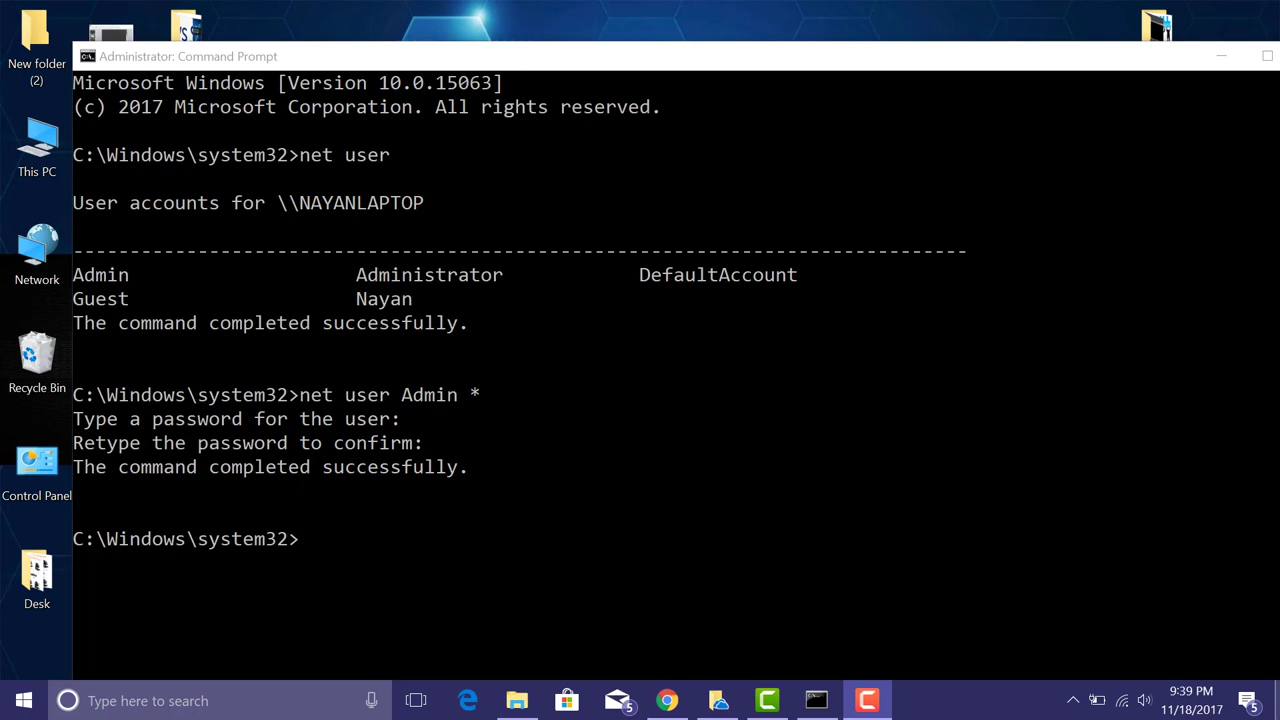 New folder
(2)
This PC
Network
Recycle Bin
Control Panel
Desk
Administrator: Command Prompt
Microsoft Windows [Version 10.0.15063]
(c) 2017 Microsoft Corporation. All rights reserved.
C:\Windows\system32>net user
User accounts for \\NAYANLAPTOP
-------------------------------------------------------------------------------
Admin                    Administrator            DefaultAccount
Guest                    Nayan
The command completed successfully.
C:\Windows\system32>net user Admin *
Type a password for the user:
Retype the password to confirm:
The command completed successfully.
C:\Windows\system32>
Type here to search
5
9:39 PM
11/18/2017
5